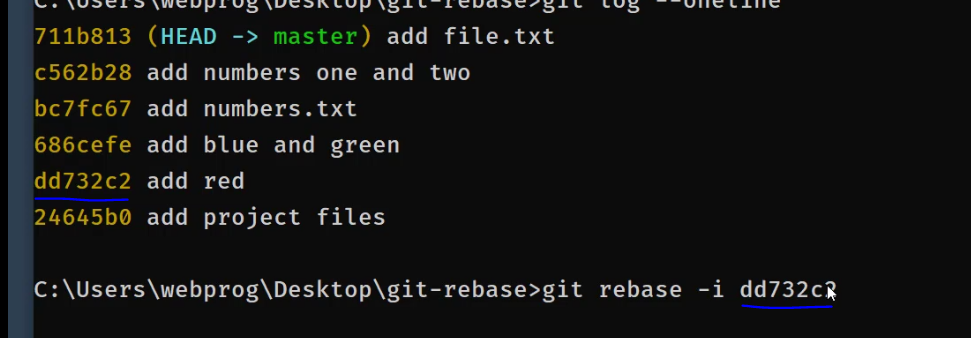 C:\Users\webprog\Desktop\git-rebase>git log --oneline
711b813 (HEAD -> master) add file.txt
c562b28 add numbers one and two
bc7fc67 add numbers.txt
686cefe add blue and green
dd732c2 add red
24645b0 add project files
C:\Users\webprog\Desktop\git-rebase>git rebase -i dd732c2